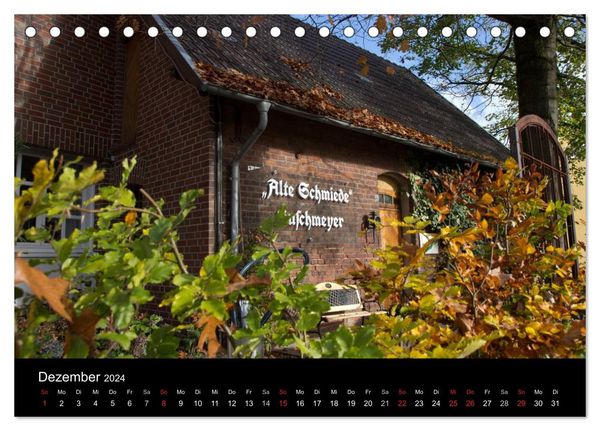 „Alte Schmiede“
Dezember 2024
So Mo Di Mi Do Fr Sa So Mo Di Mi Do Fr Sa So Mo Di Mi Do Fr Sa So Mo Di Mi Do Fr Sa So Mo Di
1 2 3 4 5 6 7 8 9 10 11 12 13 14 15 16 17 18 19 20 21 22 23 24 25 26 27 28 29 30 31